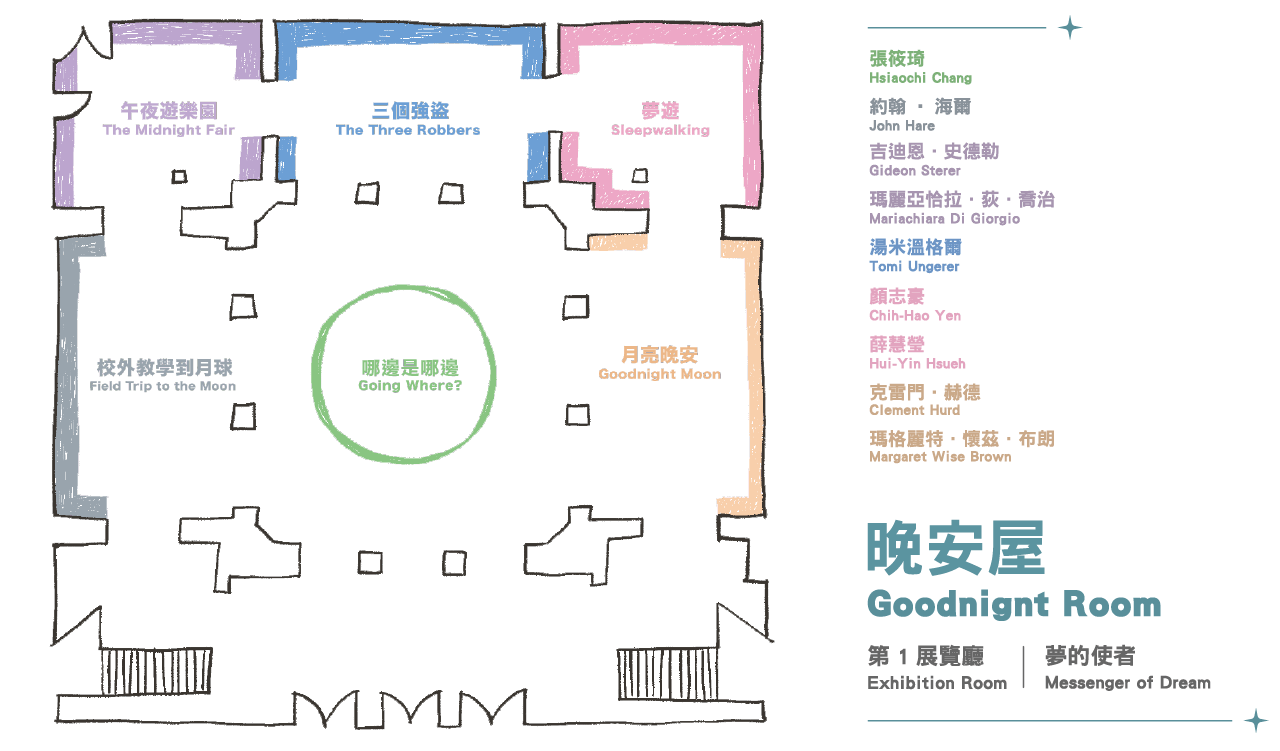 午夜遊樂園
The Midnight Fair
三個強盜
The Three Robbers
夢遊
Sleepwalking
校外教學到月球
Field Trip to the Moon
哪邊是哪邊
Going Where?
月亮晚安
Goodnight Moon
張筱琦
Hsiaochi Chang
約翰・海爾
John Hare
吉迪恩・史德勒
Gideon Sterer
瑪麗亞恰拉・荻・喬治
Mariachiara Di Giorgio
湯米溫格爾
Tomi Ungerer
顏志豪
Chih-Hao Yen
薛慧瑩
Hui-Yin Hsueh
克雷門・赫德
Clement Hurd
瑪格麗特・懷茲・布朗
Margaret Wise Brown
晚安屋
Goodnignt Room
第 1 展覽廳
Exhibition Room
夢的使者
Messenger of Dream